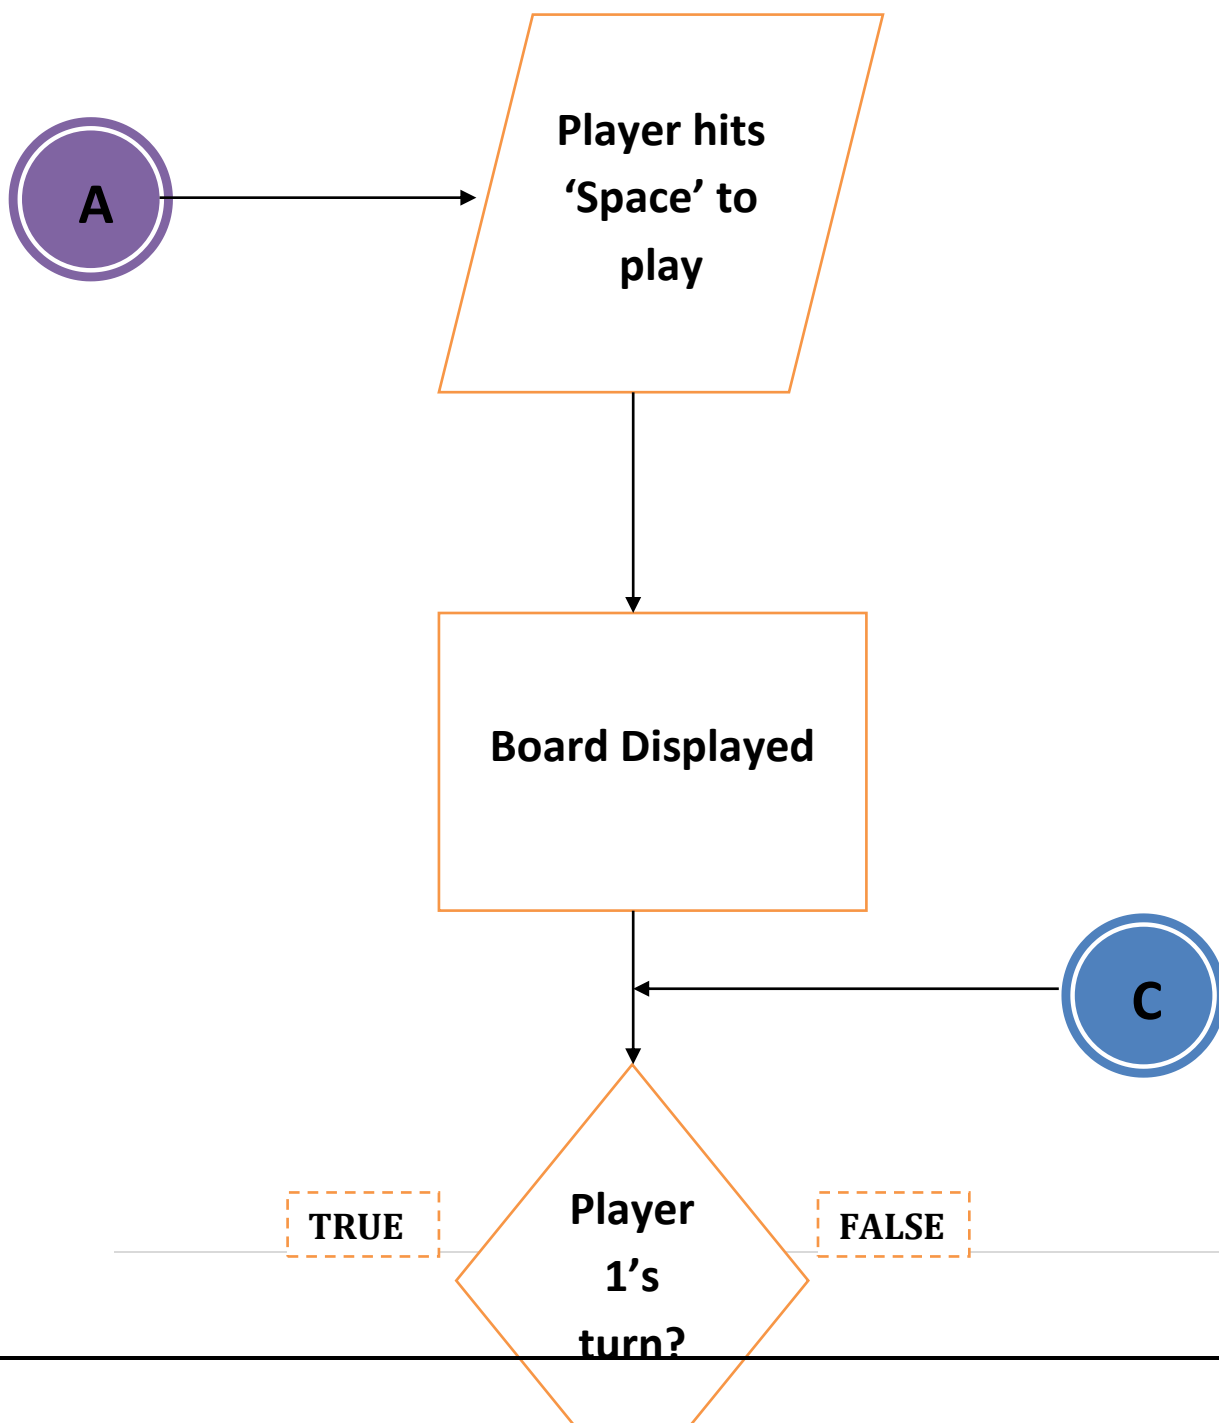 Player hits
‘Space’ to
play
A
Board Displayed
C
TRUE
Player
1’s
turn?
FALSE